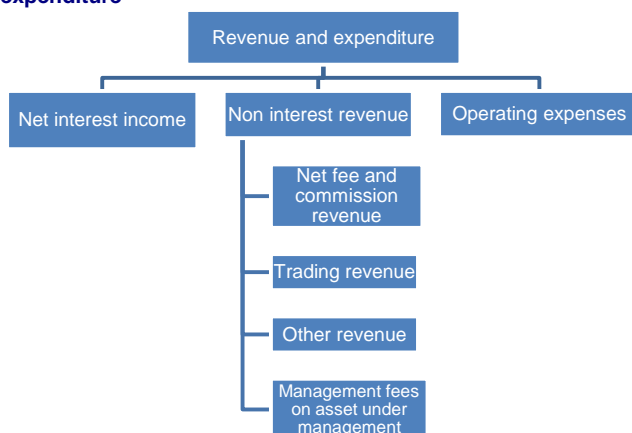 expenditure
Revenue and expenditure
Net interest income
Non interest revenue
Operating expenses
Net fee and
commission
revenue
Trading revenue
Other revenue
Management fees
on asset under
management